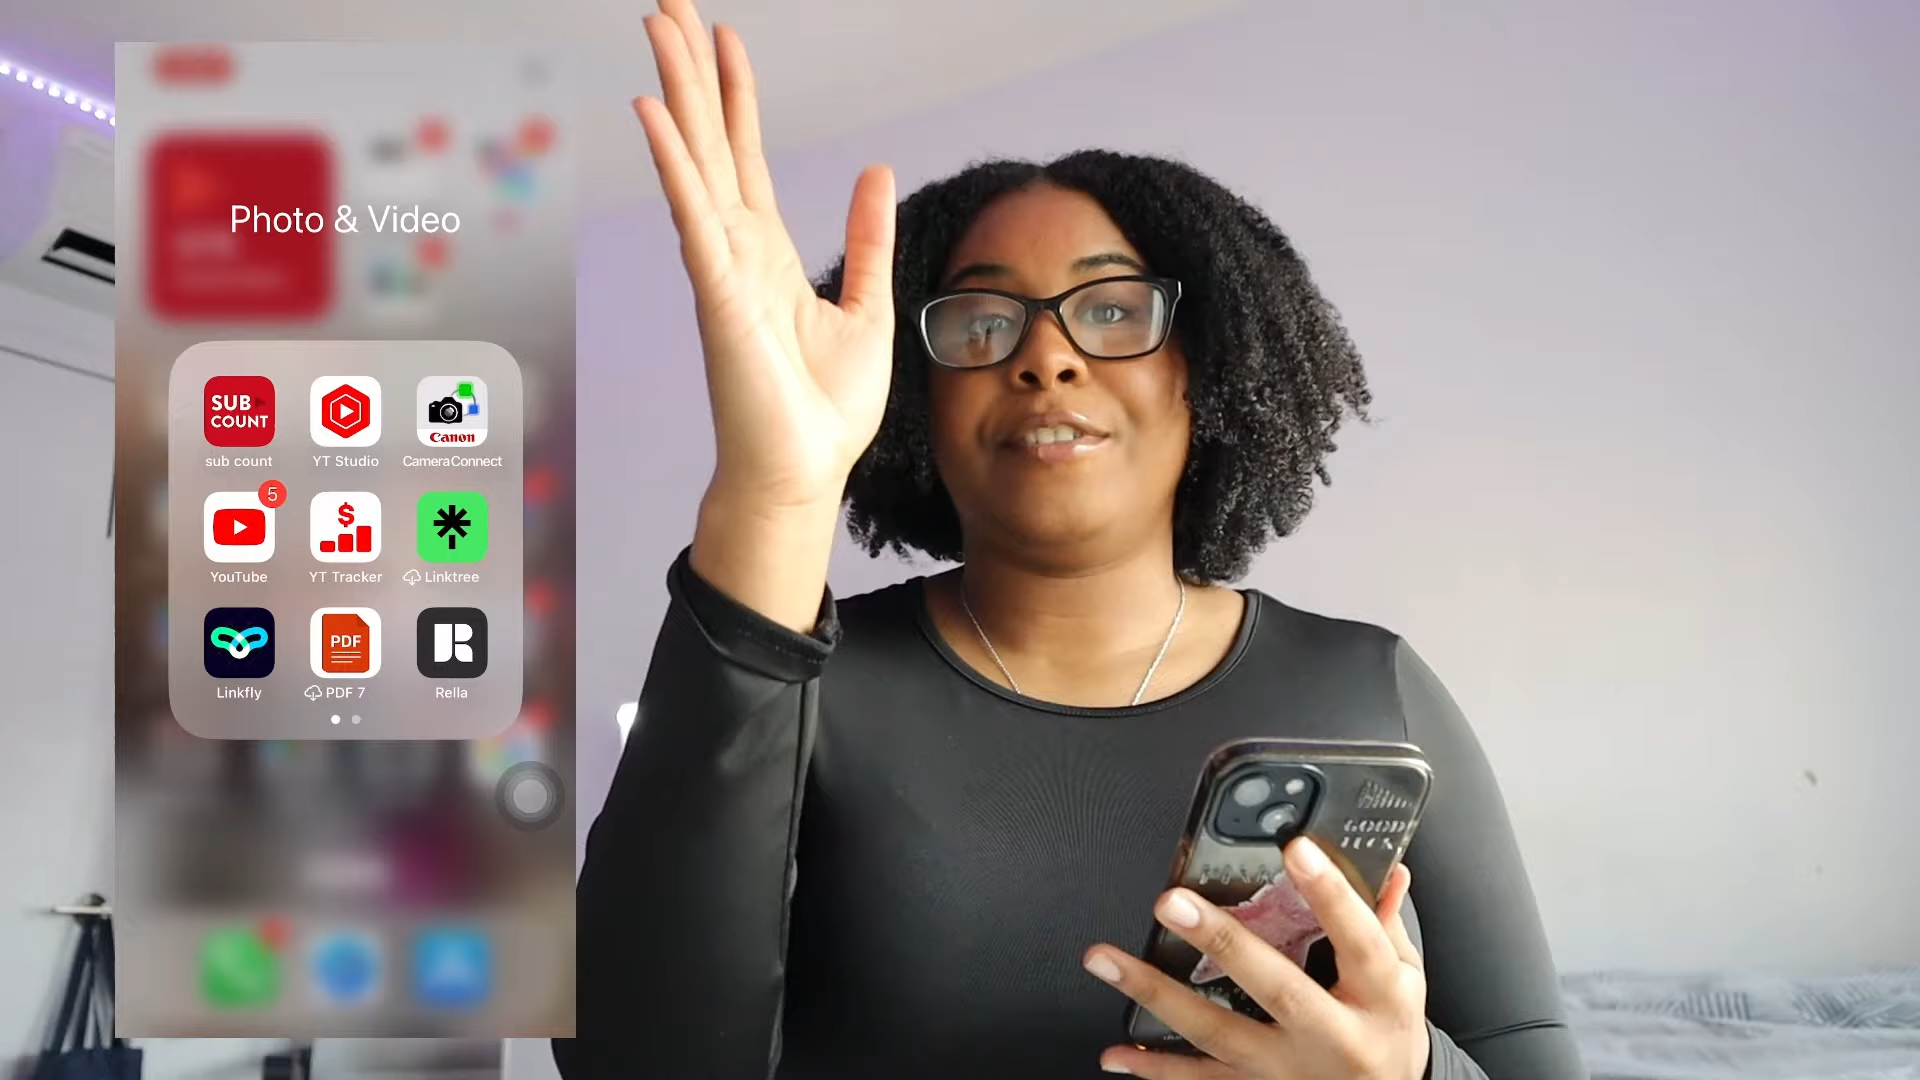 Photo & Video
SUB
COUNT
Canon
sub count
YT Studio
CameraConnect
5
$
YouTube
YT Tracker
Linktree
PDF
Linkfly
PDF 7
Rella
GOOD
LUCK